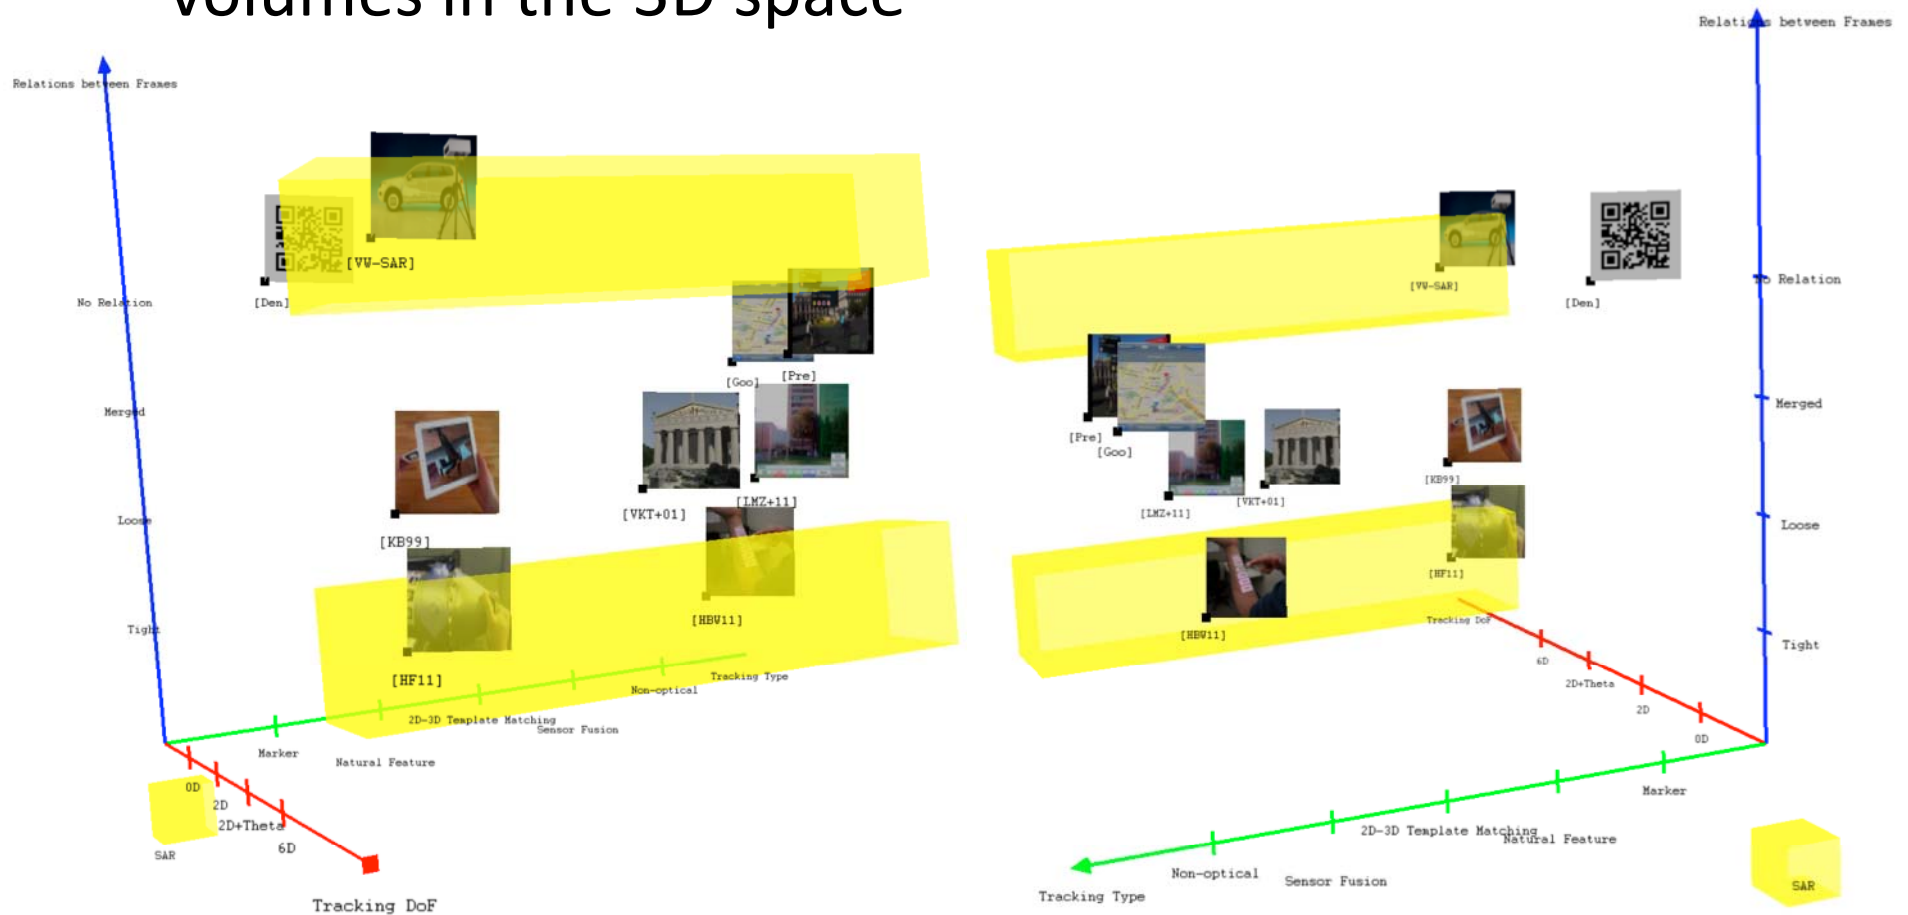 volumes in the 3D space
Relations between Frames
No Relation
Merged
Loose
Tight
[Den]
[VW-SAR]
[Goo]
[Pre]
[KB99]
[VKT+01]
[LMZ+11]
[HF11]
[HBW11]
Marker
Natural Feature
2D-3D Template Matching
Sensor Fusion
Non-optical
Tracking Type
0D
2D
2D+Theta
6D
Tracking DoF
SAR
Relations between Frames
No Relation
Merged
Loose
Tight
[VW-SAR]
[Den]
[Pre]
[Goo]
[LMZ+11]
[VKT+01]
[KB99]
[HF11]
[HBW11]
Tracking DoF
6D
2D+Theta
2D
0D
Marker
Natural Feature
2D-3D Template Matching
Sensor Fusion
Non-optical
Tracking Type
SAR